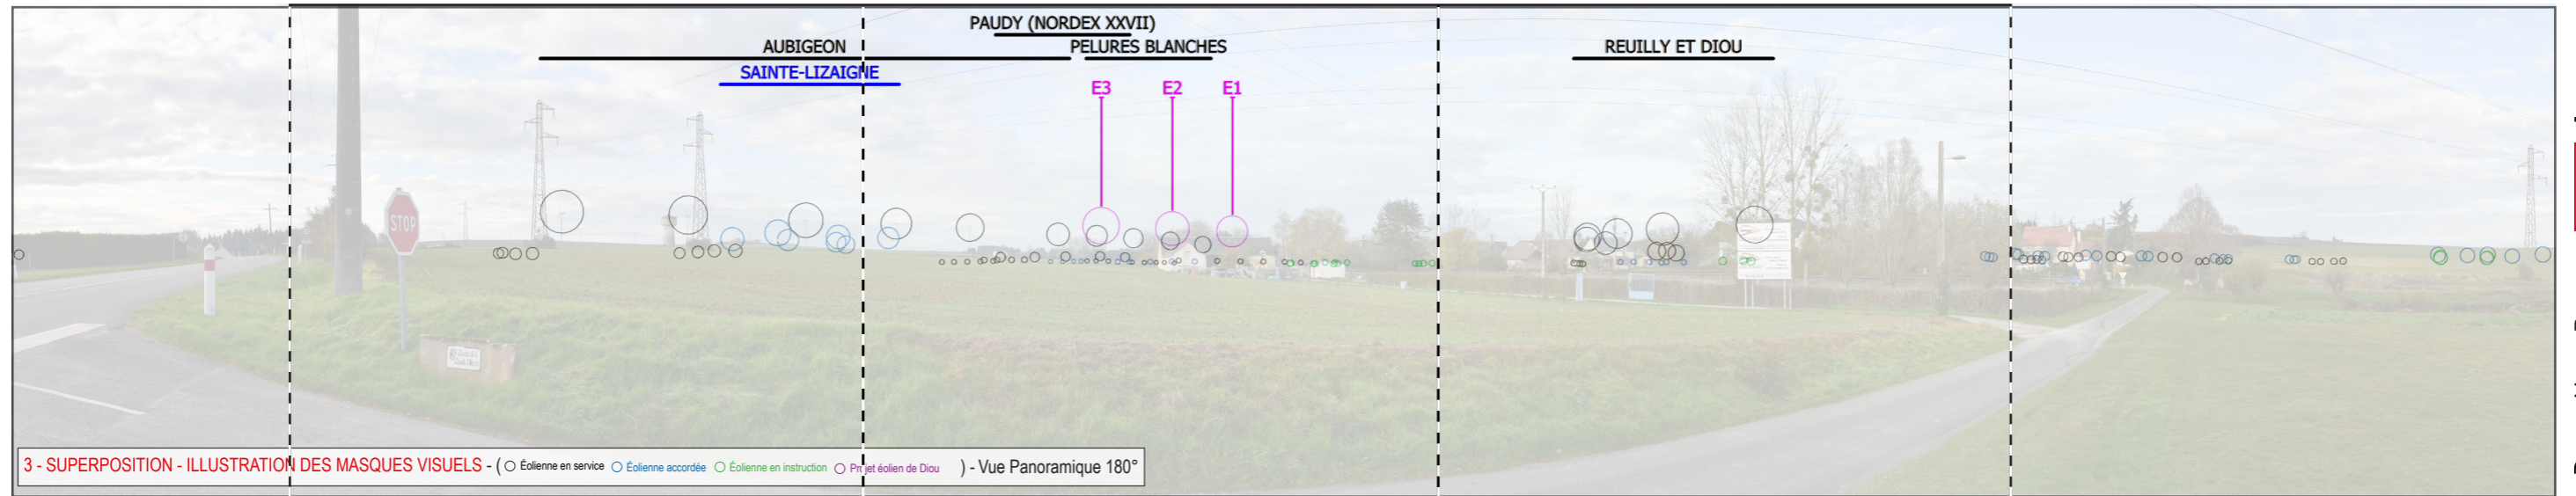 PAUDY (NORDEX XXVII)
AUBIGEON
PELURES BLANCHES
REUILLY ET DIOU
SAINTE-LIZAIGNE
E3
E2
E1
STOP
3 - SUPERPOSITION - ILLUSTRATION DES MASQUES VISUELS - ( Éolienne en service Éolienne accordée Éolienne en instruction Projet éolien de Diou ) - Vue Panoramique 180°